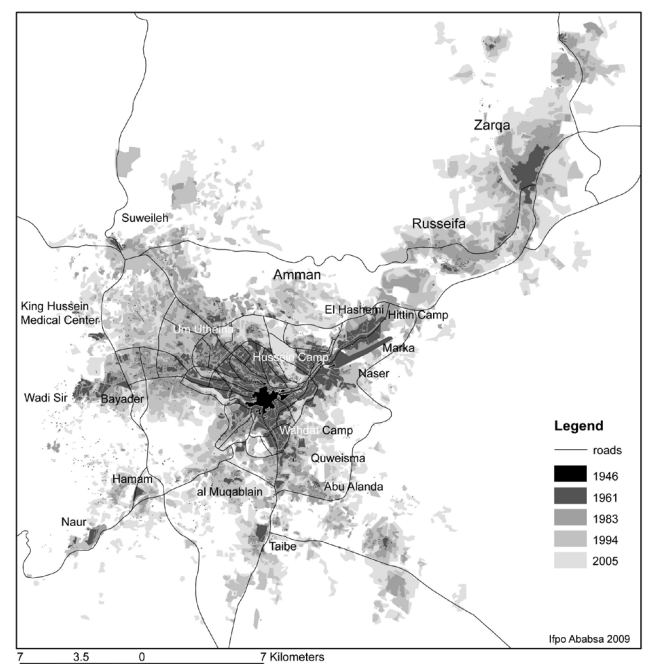 Zarqa
Russeifa
Suweileh
Amman
King Hussein
Medical Center
El Hashemi
Hittin Camp
Um Utheina
Hussein Camp
Marka
Naser
Wadi Sir
Bayader
Wahdat Camp
Quweisma
Hamam
al Muqablain
Abu Alanda
Naur
Taibe
Legend
roads
1946
1961
1983
1994
2005
Ifpo Ababsa 2009
7 3.5 0 7 Kilometers